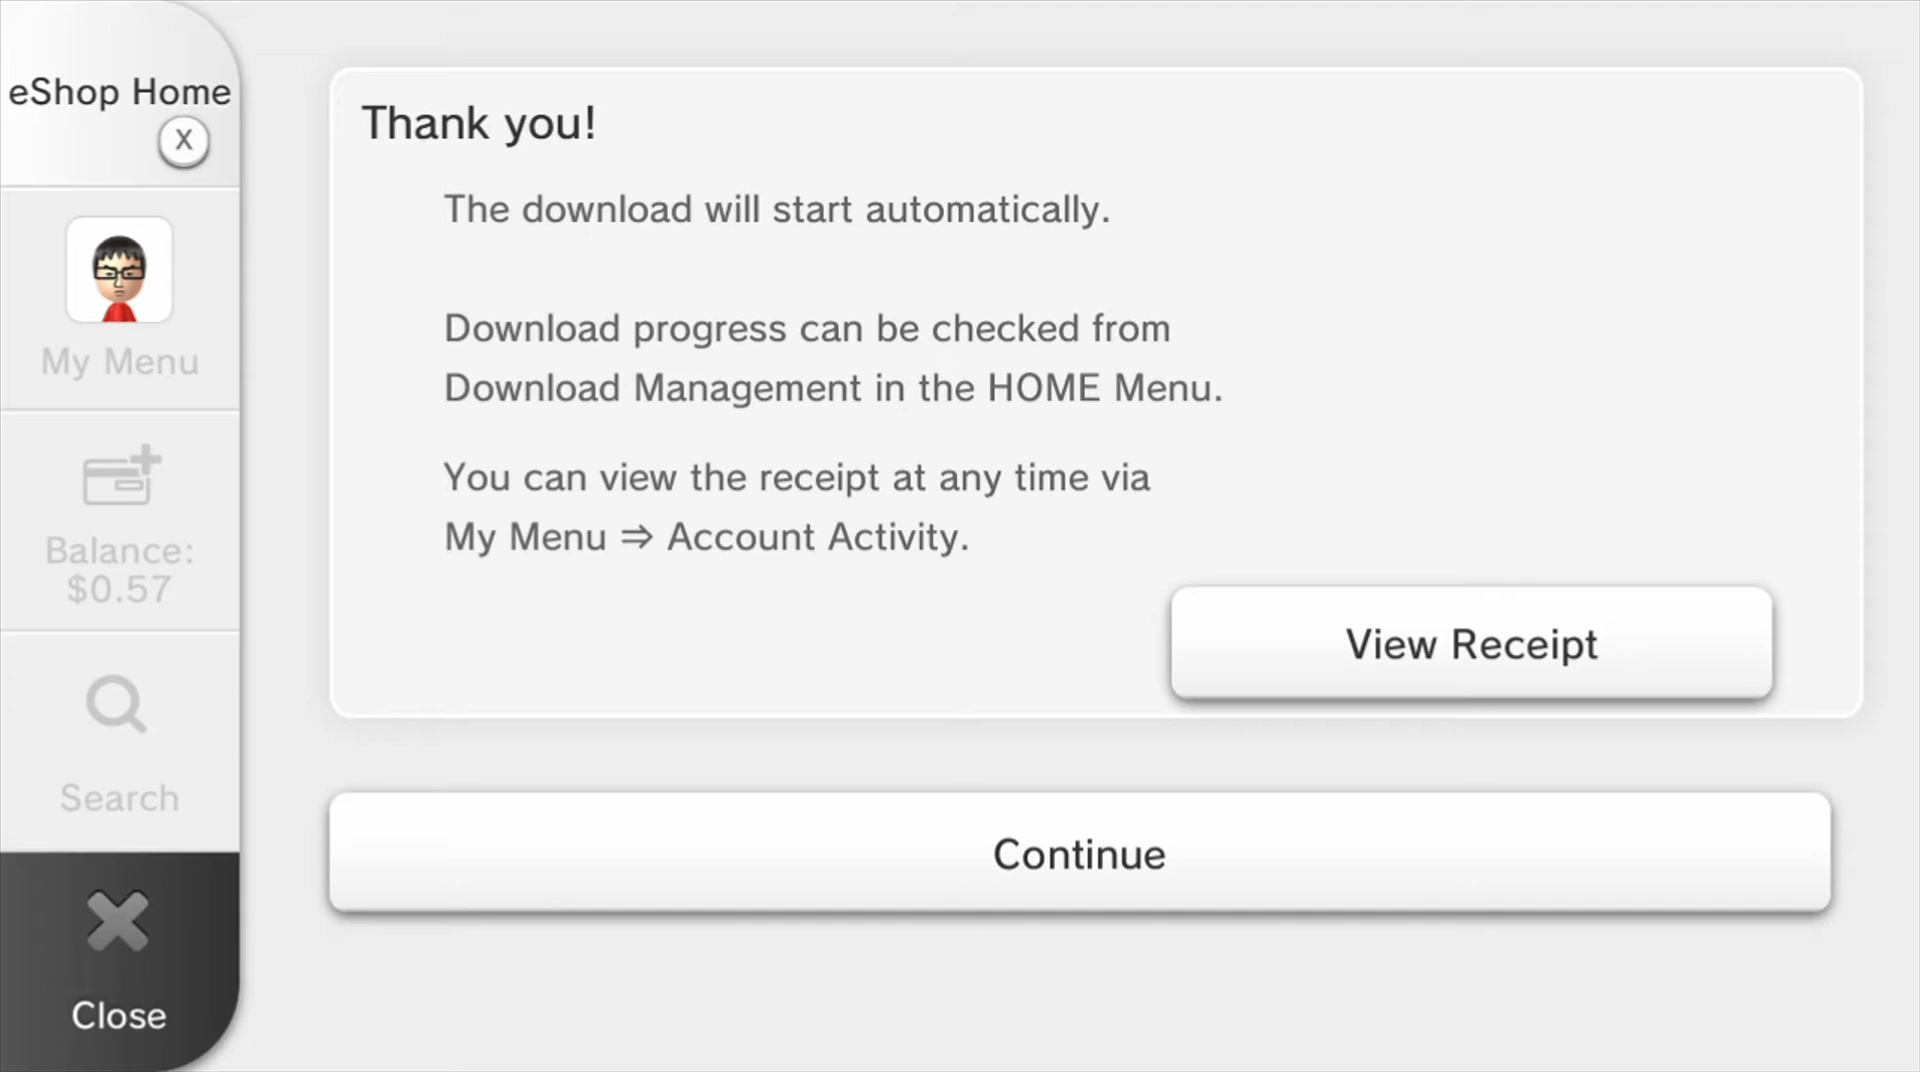 eShop Home
X
My Menu
Balance:
$0.57
Search
Close
Thank you!
The download will start automatically.
Download progress can be checked from
Download Management in the HOME Menu.
You can view the receipt at any time via
My Menu ⇒ Account Activity.
View Receipt
Continue